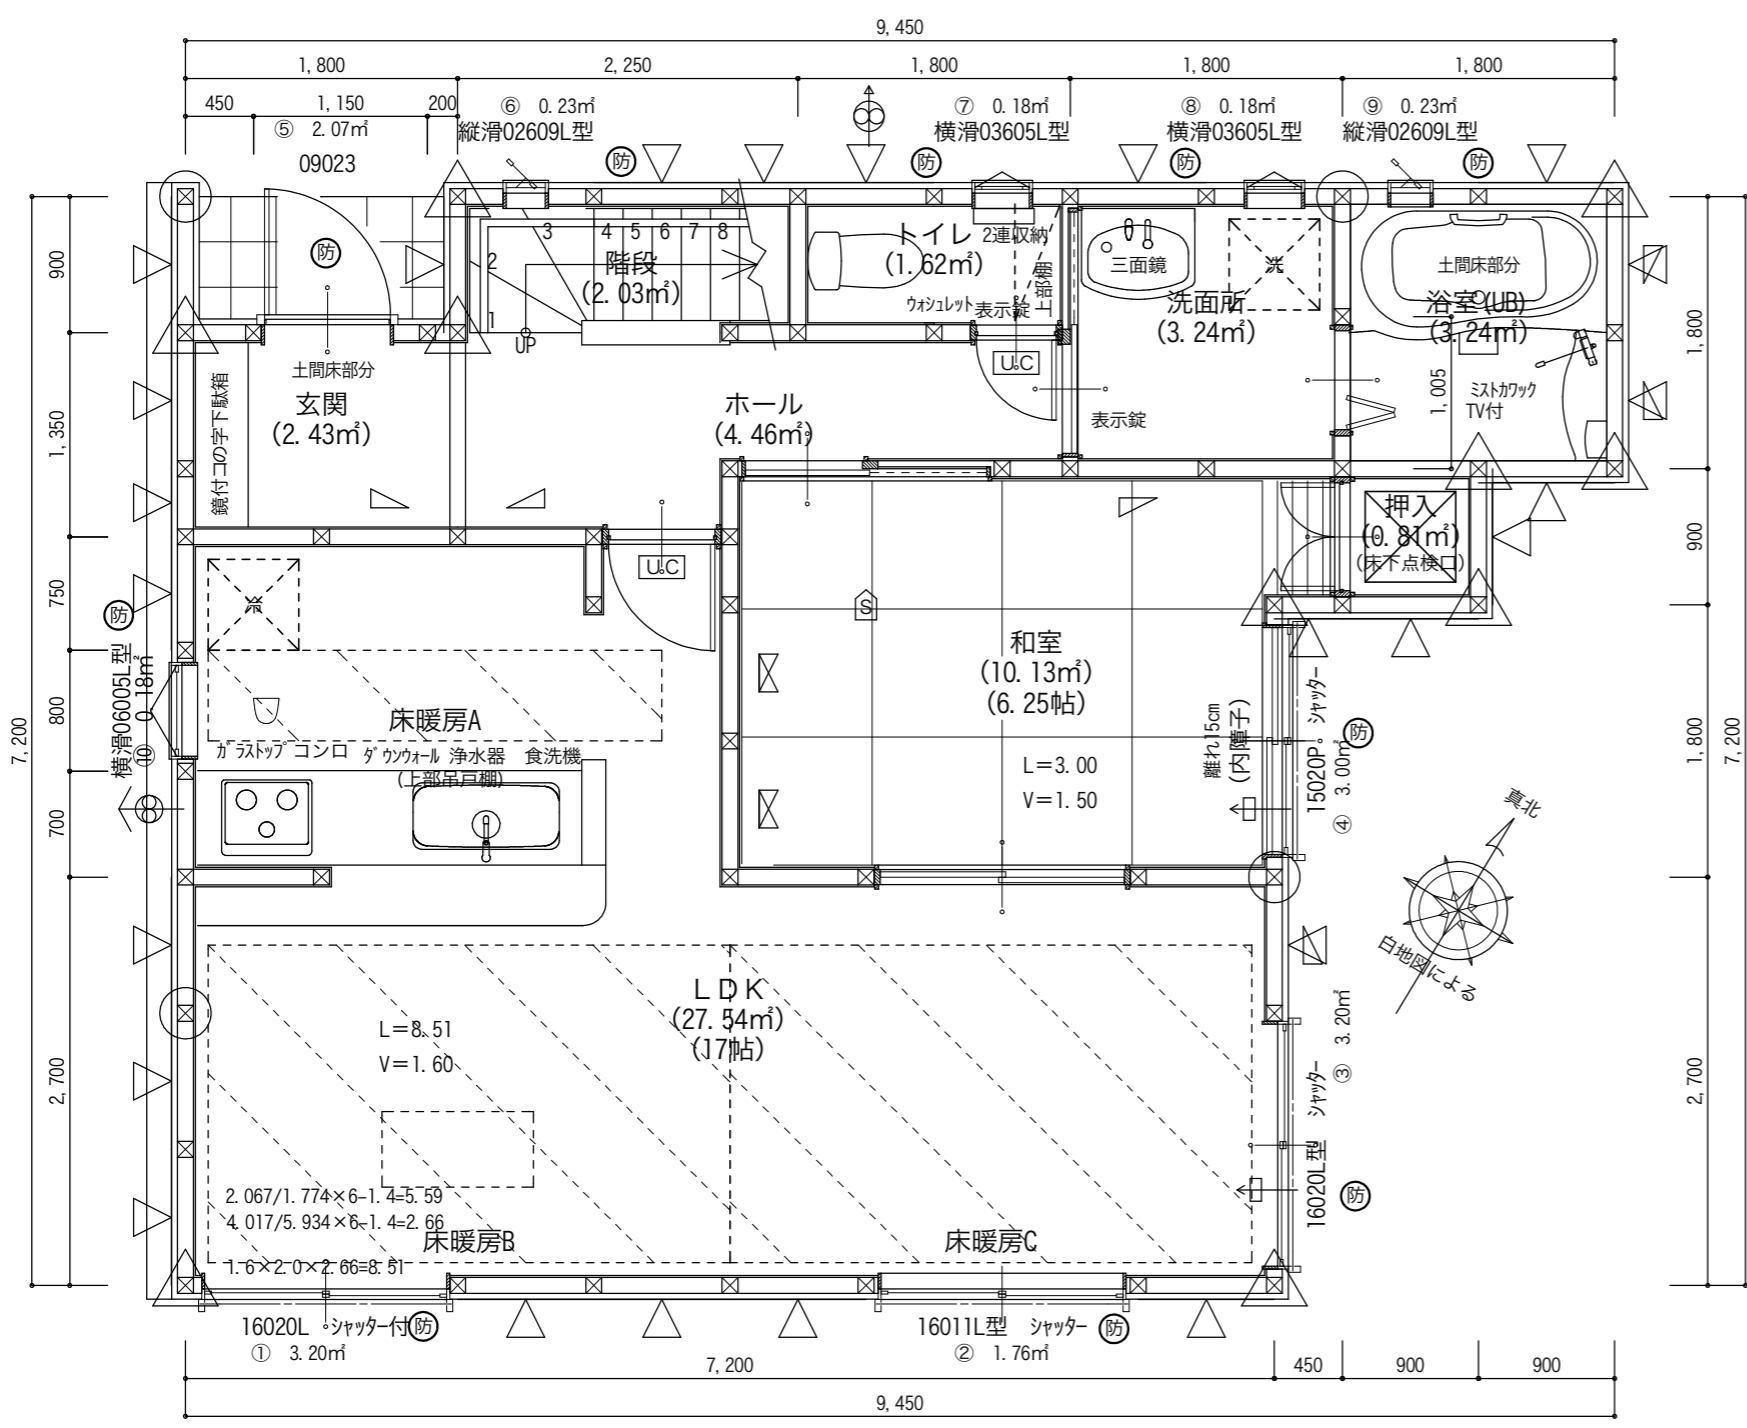 9,450
1,800 2,250 1,800 1,800 1,800
450 1,150 200
⑤ 2.07㎡
09023
⑥ 0.23㎡
縦滑02609L型
⑦ 0.18㎡
横滑03605L型
⑧ 0.18㎡
横滑03605L型
⑨ 0.23㎡
縦滑02609L型
防 防 防 防
防
1 2 3 4 5 6 7 8
階段
(2.03㎡)
UP
トイレ
(1.62㎡)
2連収納
上部棚
ウォシュレット
表示錠
U.C
三面鏡
洗
洗面所
(3.24㎡)
表示錠
土間床部分
浴室(UB)
(3.24㎡)
1,005
ミストカワック
TV付
土間床部分
玄関
(2.43㎡)
鏡付コの字下駄箱
ホール
(4.46㎡)
U.C
押入
(0.81㎡)
(床下点検口)
S
和室
(10.13㎡)
(6.25帖)
L=3.00
V=1.50
離れ15cm
(内障子)
15020P シャッター
④ 3.00㎡
防
冷
床暖房A
ガラストップ コンロ
ダウンウォール 浄水器 食洗機
(上部吊戸棚)
防
横滑06005L型
⑩ 0.18㎡
LDK
(27.54㎡)
(17帖)
L=8.51
V=1.60
2.067/1.774×6-1.4=5.59
4.017/5.934×6-1.4=2.66
1.6×2.0×2.66=8.51
床暖房B
床暖房C
16020L型 シャッター
③ 3.20㎡
防
真北
白地図による
16020L シャッター付 防
① 3.20㎡
16011L型 シャッター 防
② 1.76㎡
900
1,350
750
800
700
2,700
7,200
1,800
900
1,800
2,700
7,200
7,200 450 900 900
9,450